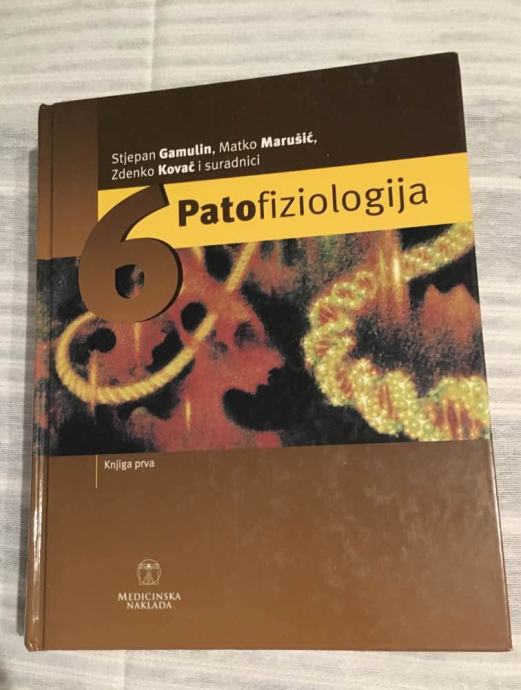 Stjepan Gamulin, Matko Marušić,
Zdenko Kovač i suradnici
6
Patofiziologija
Knjiga prva
MEDICINSKA
NAKLADA